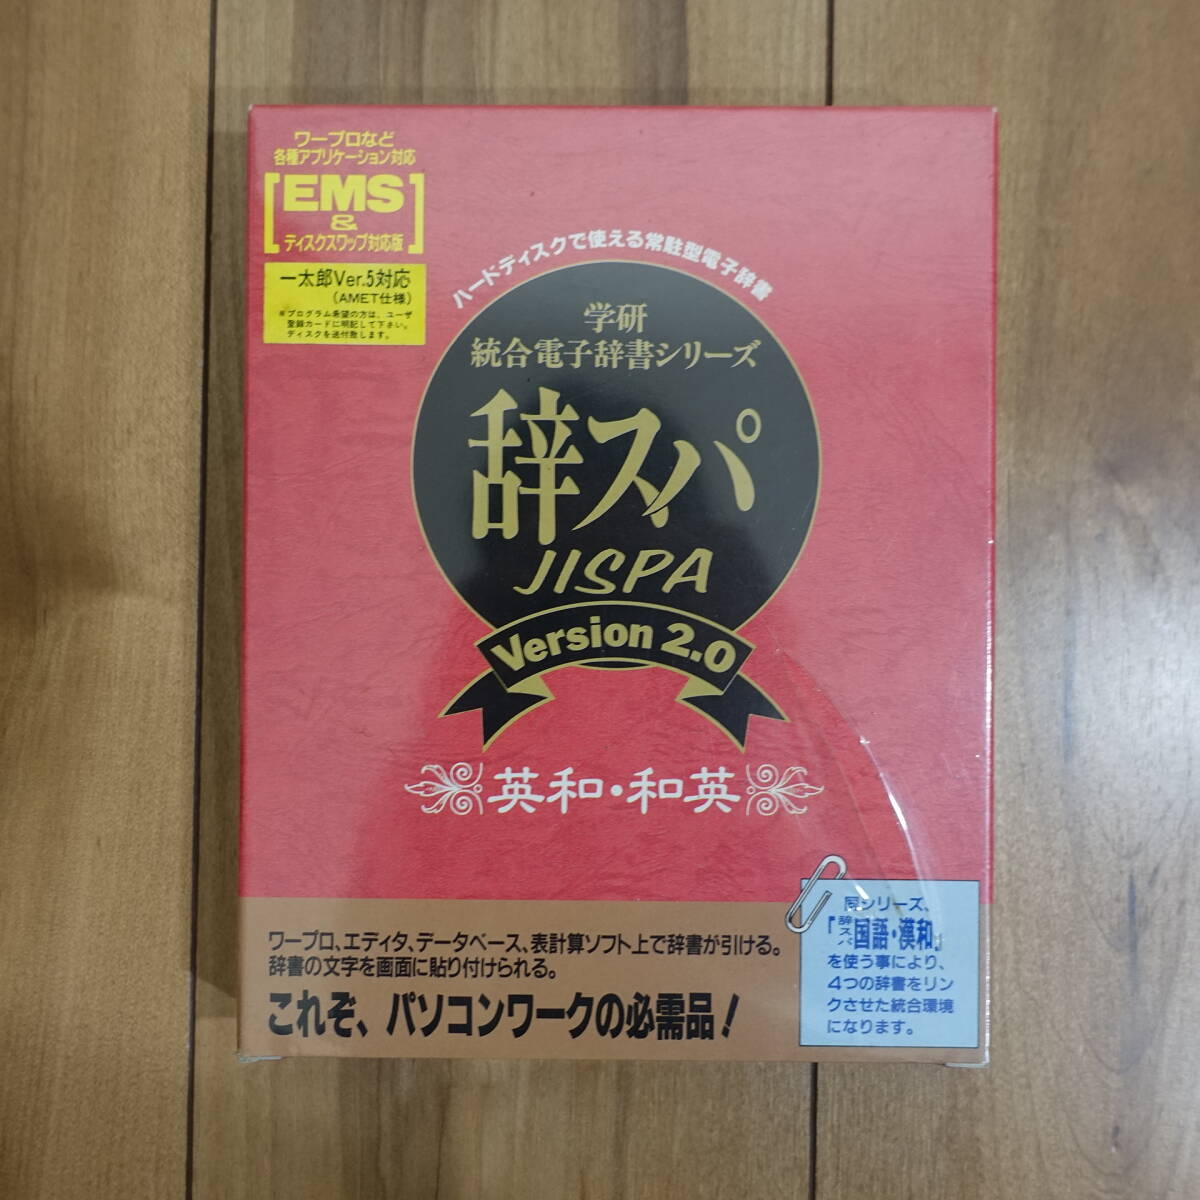 ワープロなど
各種アプリケーション対応
[EMS
&
ディスクスワップ対応版]
一太郎Ver.5対応
(AMET仕様)
※プログラム希望の方は、ユーザ
登録カードに明記して下さい。
ディスクを送付致します。
ハードディスクで使える常駐型電子辞書
学研
統合電子辞書シリーズ
辞スパ
JISPA
Version 2.0
英和・和英
ワープロ、エディタ、データベース、表計算ソフト上で辞書が引ける。
辞書の文字を画面に貼り付けられる。
これぞ、パソコンワークの必需品！
同シリーズ、
『辞スパ国語・漢和』
を使う事により、
4つの辞書をリン
クさせた統合環境
になります。